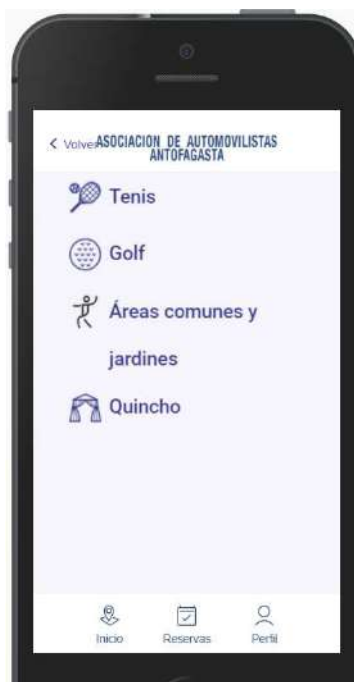 Volver ASOCIACION DE AUTOMOVILISTAS
ANTOFAGASTA
Tenis
Golf
Áreas comunes y
jardines
Quincho
Inicio Reservas Perfil